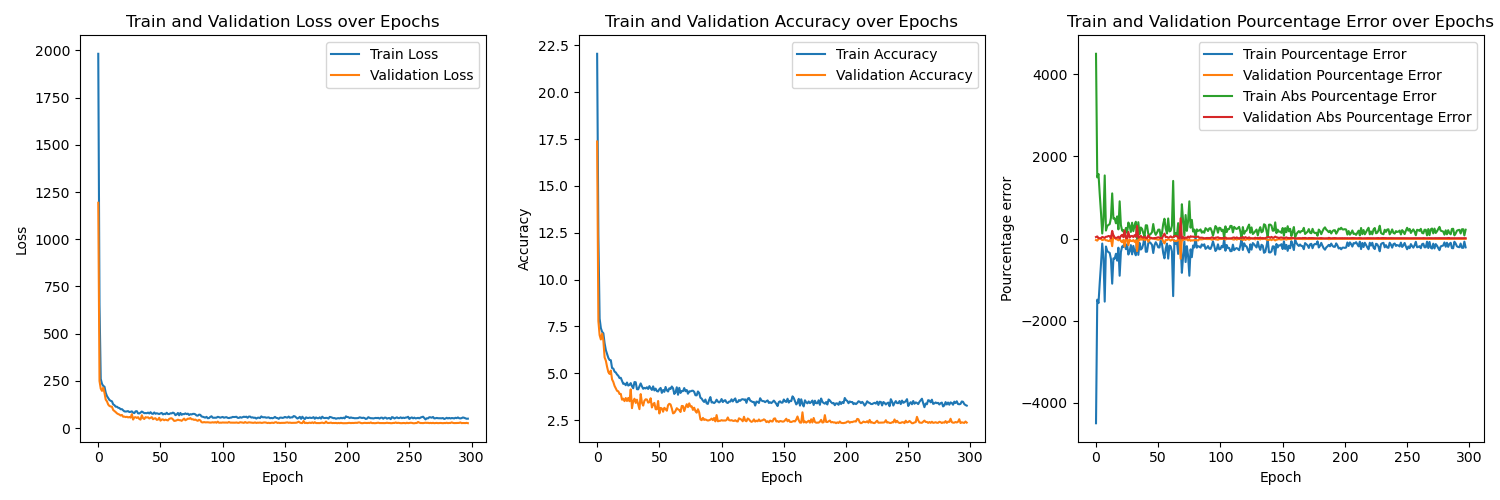 Train and Validation Loss over Epochs
Loss
2000
1750
1500
1250
1000
750
500
250
0
Train Loss
Validation Loss
0 50 100 150 200 250 300
Epoch
Train and Validation Accuracy over Epochs
Accuracy
22.5
20.0
17.5
15.0
12.5
10.0
7.5
5.0
2.5
Train Accuracy
Validation Accuracy
0 50 100 150 200 250 300
Epoch
Train and Validation Pourcentage Error over Epochs
Pourcentage error
4000
2000
0
−2000
−4000
Train Pourcentage Error
Validation Pourcentage Error
Train Abs Pourcentage Error
Validation Abs Pourcentage Error
0 50 100 150 200 250 300
Epoch